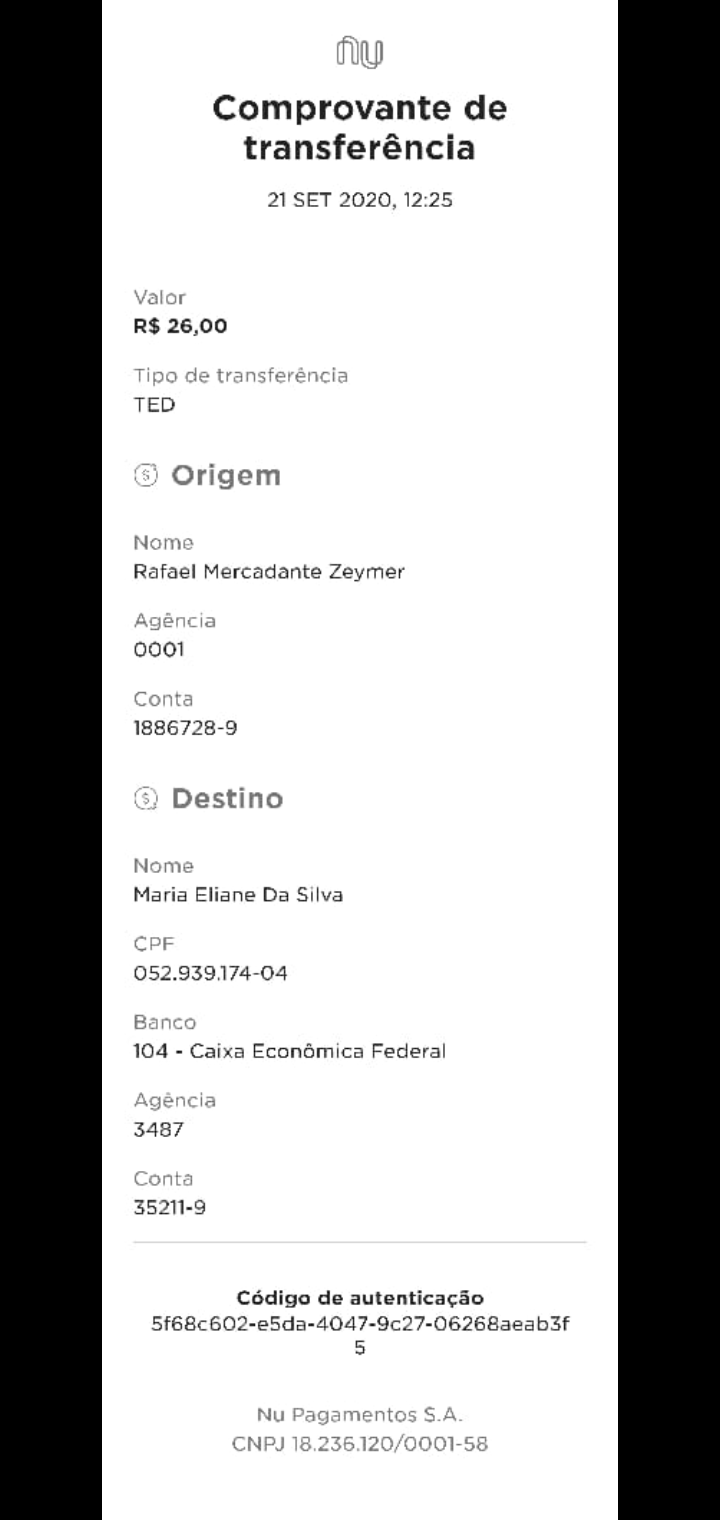 nu
Comprovante de
transferência
21 SET 2020, 12:25
Valor
R$ 26,00
Tipo de transferência
TED
Origem
Nome
Rafael Mercadante Zeymer
Agência
0001
Conta
1886728-9
Destino
Nome
Maria Eliane Da Silva
CPF
052.939.174-04
Banco
104 - Caixa Econômica Federal
Agência
3487
Conta
35211-9
Código de autenticação
5f68c602-e5da-4047-9c27-06268aeab3f
5
Nu Pagamentos S.A.
CNPJ 18.236.120/0001-58